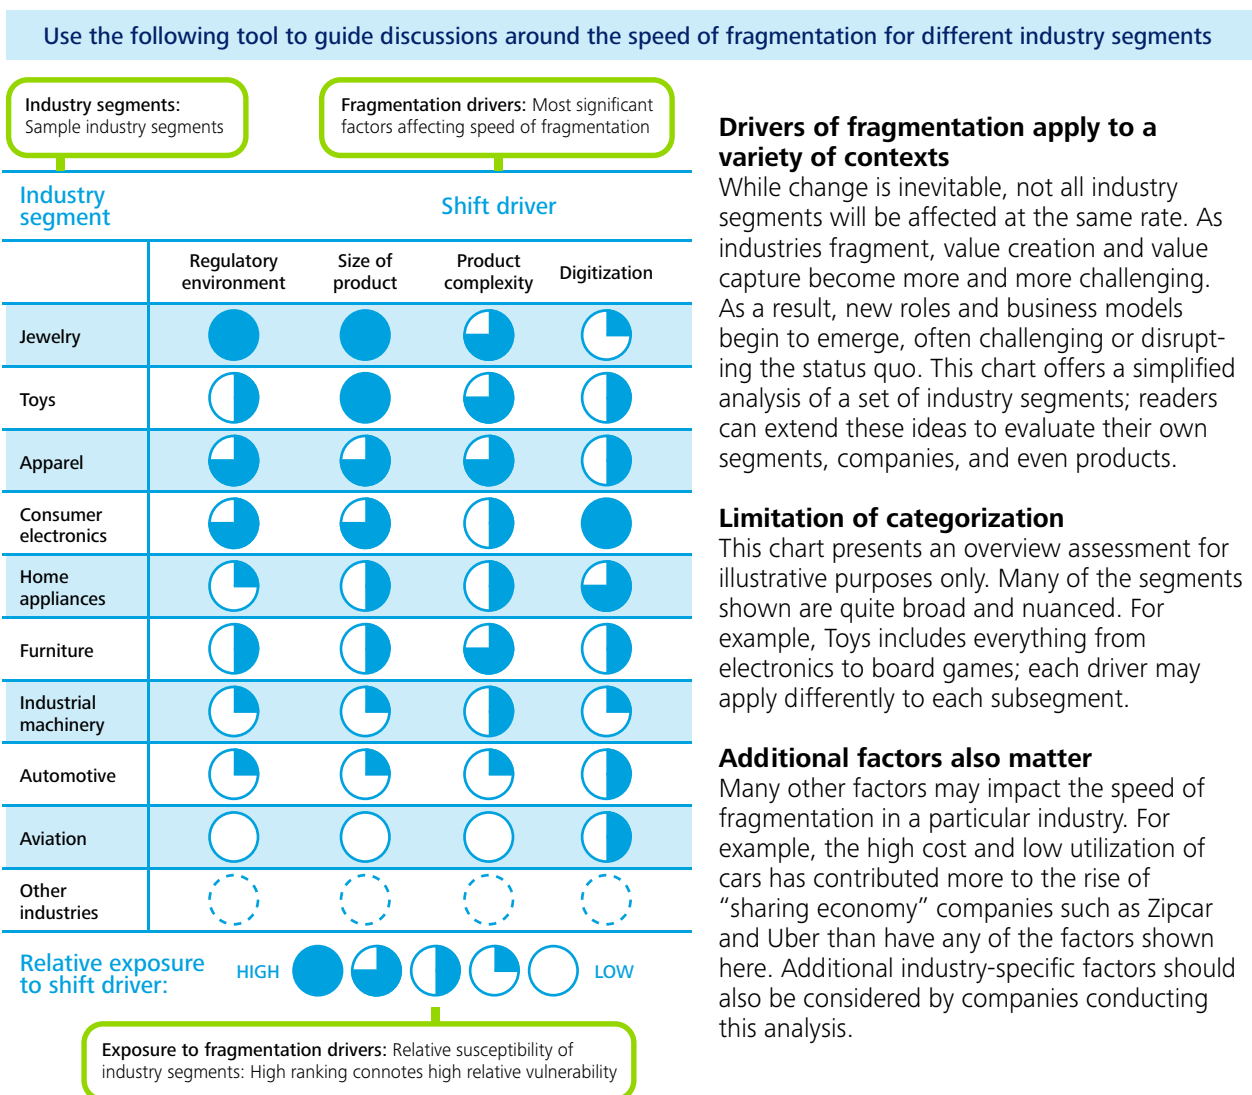 Use the following tool to guide discussions around the speed of fragmentation for different industry segments
Industry segments:
Sample industry segments
Fragmentation drivers: Most significant
factors affecting speed of fragmentation
Industry
segment
Shift driver
Regulatory
environment
Size of
product
Product
complexity
Digitization
Jewelry
Toys
Apparel
Consumer
electronics
Home
appliances
Furniture
Industrial
machinery
Automotive
Aviation
Other
industries
Relative exposure
to shift driver:
HIGH
LOW
Exposure to fragmentation drivers: Relative susceptibility of
industry segments: High ranking connotes high relative vulnerability
Drivers of fragmentation apply to a
variety of contexts
While change is inevitable, not all industry
segments will be affected at the same rate. As
industries fragment, value creation and value
capture become more and more challenging.
As a result, new roles and business models
begin to emerge, often challenging or disrupt-
ing the status quo. This chart offers a simplified
analysis of a set of industry segments; readers
can extend these ideas to evaluate their own
segments, companies, and even products.
Limitation of categorization
This chart presents an overview assessment for
illustrative purposes only. Many of the segments
shown are quite broad and nuanced. For
example, Toys includes everything from
electronics to board games; each driver may
apply differently to each subsegment.
Additional factors also matter
Many other factors may impact the speed of
fragmentation in a particular industry. For
example, the high cost and low utilization of
cars has contributed more to the rise of
“sharing economy” companies such as Zipcar
and Uber than have any of the factors shown
here. Additional industry-specific factors should
also be considered by companies conducting
this analysis.